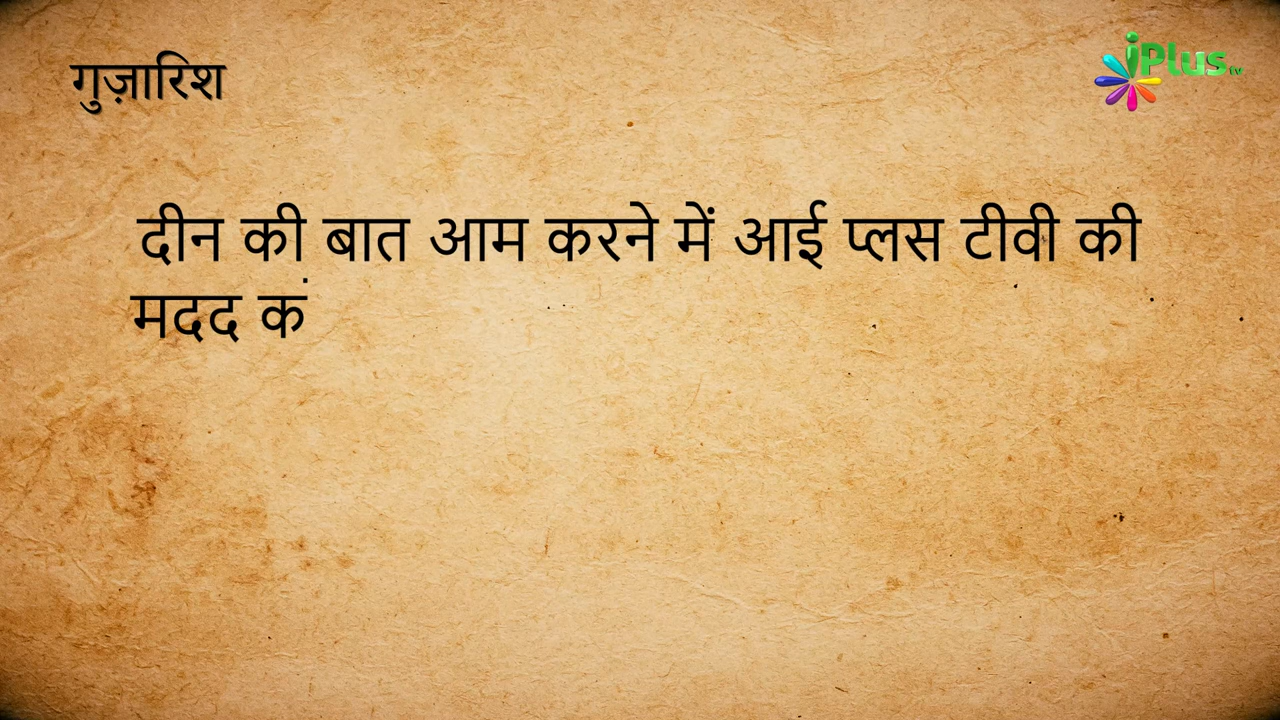 गुज़ारिश
iPlus tv
दीन की बात आम करने में आई प्लस टीवी की
मदद कं